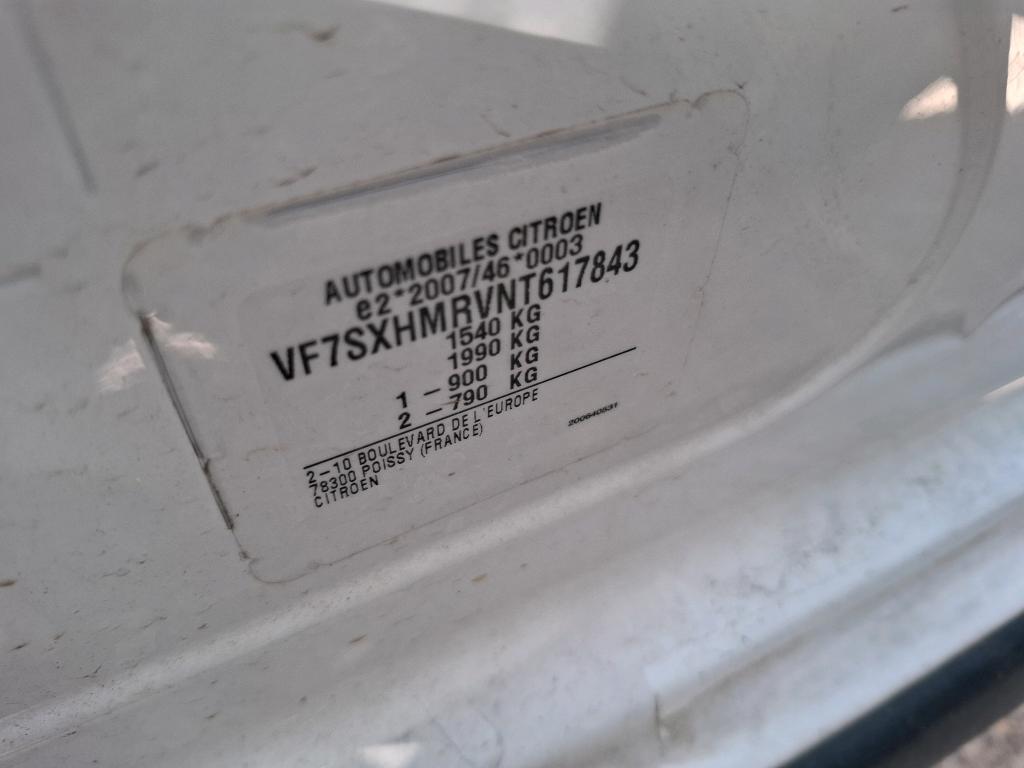 AUTOMOBILES CITROEN
e2*2007/46*0003
VF7SXHMRVNT617843
1540 KG
1990 KG
1 – 900 KG
2 – 790 KG
2–10 BOULEVARD DE L'EUROPE
78300 POISSY (FRANCE)
CITROEN
200640531